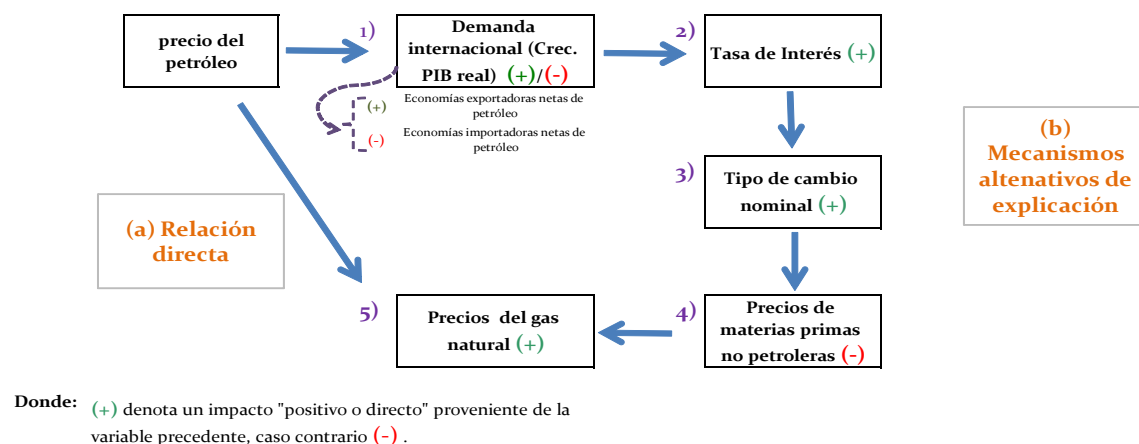 precio del
petróleo
1)
Demanda
internacional (Crec.
PIB real) (+)/(-)
(+)
Economías exportadoras netas de
petróleo
(-)
Economías importadoras netas de
petróleo
2)
Tasa de Interés (+)
3)
Tipo de cambio
nominal (+)
(a) Relación
directa
(b)
Mecanismos
altenativos de
explicación
5)
Precios del gas
natural (+)
4)
Precios de
materias primas
no petroleras (-)
Donde: (+) denota un impacto "positivo o directo" proveniente de la
variable precedente, caso contrario (-) .